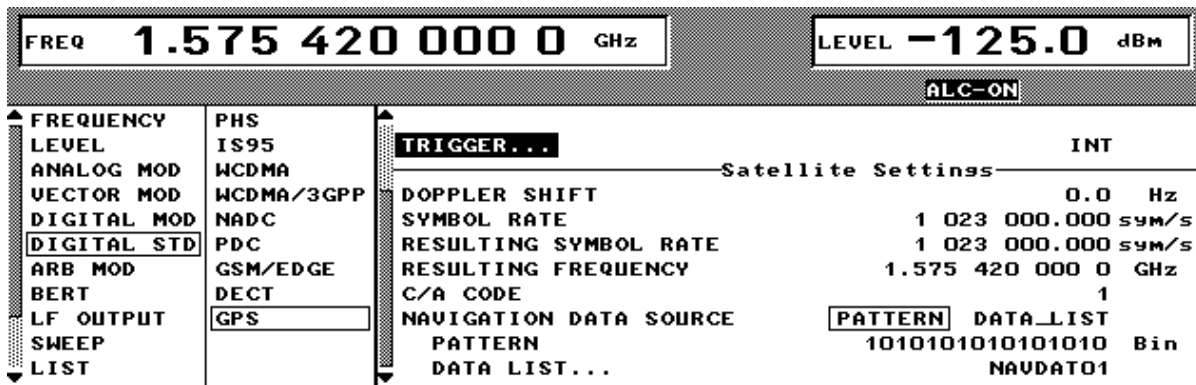 FREQ 1.575 420 000 0 GHz LEVEL -125.0 dBm
ALC-ON
FREQUENCY
LEVEL
ANALOG MOD
VECTOR MOD
DIGITAL MOD
DIGITAL STD
ARB MOD
BERT
LF OUTPUT
SWEEP
LIST
PHS
IS95
WCDMA
WCDMA/3GPP
NADC
PDC
GSM/EDGE
DECT
GPS
TRIGGER... INT
Satellite Settings
DOPPLER SHIFT 0.0 Hz
SYMBOL RATE 1 023 000.000 sym/s
RESULTING SYMBOL RATE 1 023 000.000 sym/s
RESULTING FREQUENCY 1.575 420 000 0 GHz
C/A CODE 1
NAVIGATION DATA SOURCE PATTERN DATA_LIST
PATTERN 1010101010101010 Bin
DATA LIST... NAVDAT01